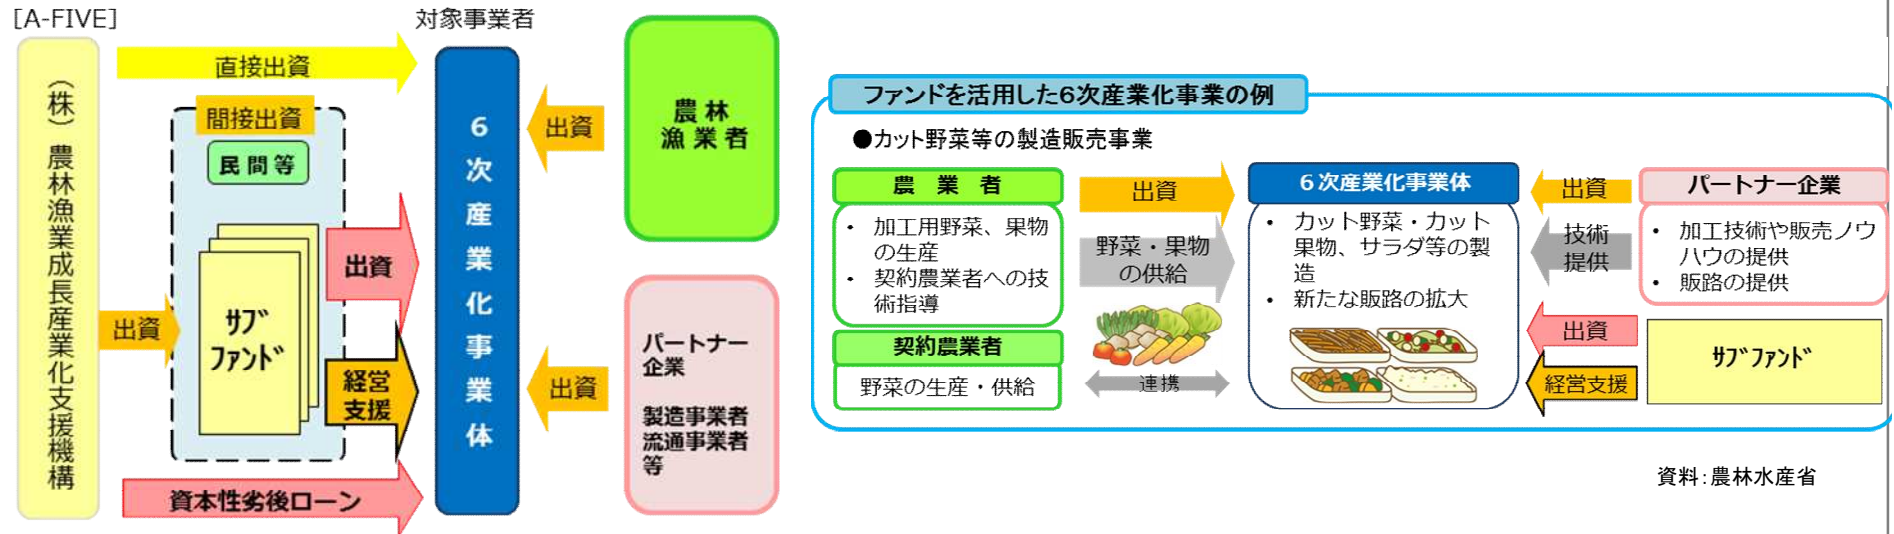 [A-FIVE]
対象事業者
（株）農林漁業成長産業化支援機構
直接出資
間接出資
民間等
サブ
ファンド
出資
出資
経営
支援
資本性劣後ローン
６次産業化事業体
出資
農林
漁業者
出資
パートナー
企業
製造事業者
流通事業者
等
ファンドを活用した６次産業化事業の例
●カット野菜等の製造販売事業
農　業　者
・ 加工用野菜、果物
の生産
・ 契約農業者への技
術指導
契約農業者
野菜の生産・供給
出資
野菜・果物
の供給
連携
６次産業化事業体
・ カット野菜・カット
果物、サラダ等の製
造
・ 新たな販路の拡大
出資
技術
提供
出資
経営支援
パートナー企業
・ 加工技術や販売ノウ
ハウの提供
・ 販路の提供
サブファンド
資料：農林水産省